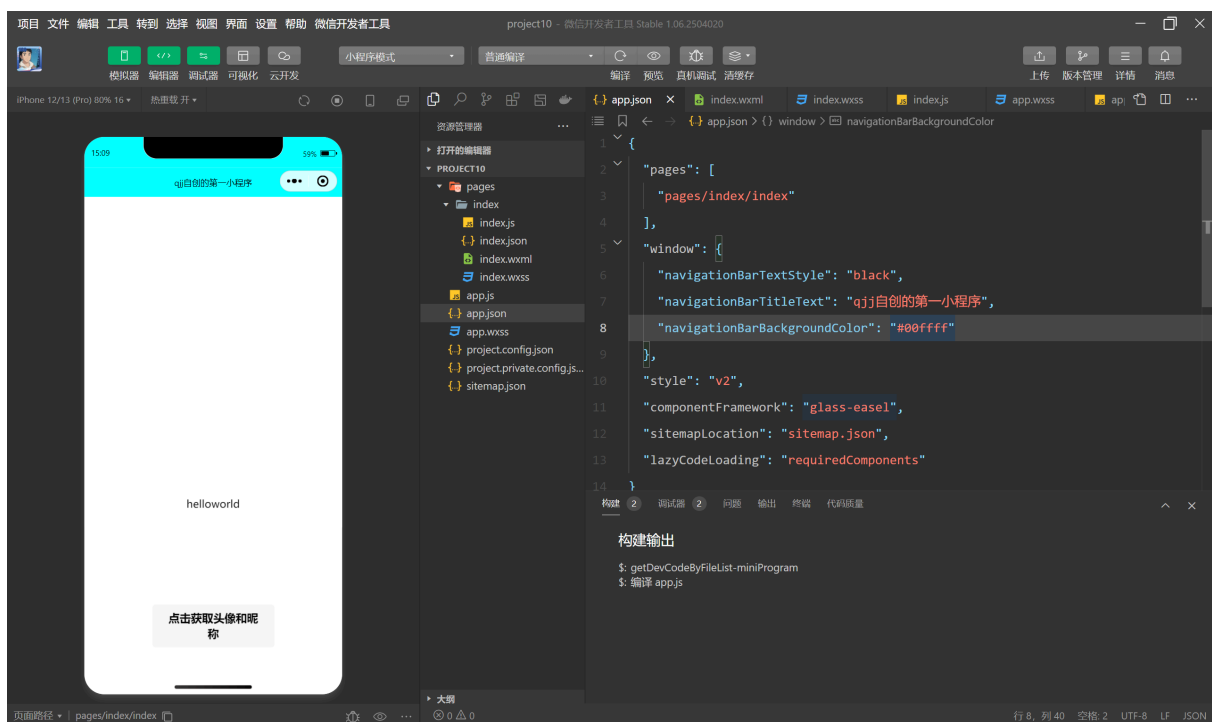 项目 文件 编辑 工具 转到 选择 视图 界面 设置 帮助 微信开发者工具 project10 - 微信开发者工具 Stable 1.06.2504020
小程序模式 普通编译
模拟器 编辑器 调试器 可视化 云开发 编译 预览 真机调试 清缓存 上传 版本管理 详情 消息
iPhone 12/13 (Pro) 80% 16 热重载 开
app.json index.wxml index.wxss index.js app.wxss ap
app.json > {} window > navigationBarBackgroundColor
15:09 59%
qjj自创的第一小程序
helloworld
点击获取头像和昵
称
资源管理器
打开的编辑器
PROJECT10
pages
index
index.js
index.json
index.wxml
index.wxss
app.js
app.json
app.wxss
project.config.json
project.private.config.js...
sitemap.json
大纲
1 {
2 "pages": [
3 "pages/index/index"
4 ],
5 "window": {
6 "navigationBarTextStyle": "black",
7 "navigationBarTitleText": "qjj自创的第一小程序",
8 "navigationBarBackgroundColor": "#00ffff"
9 },
10 "style": "v2",
11 "componentFramework": "glass-easel",
12 "sitemapLocation": "sitemap.json",
13 "lazyCodeLoading": "requiredComponents"
14 }
构建 2 调试器 2 问题 输出 终端 代码质量
构建输出
$: getDevCodeByFileList-miniProgram
$: 编译 app.js
页面路径 pages/index/index 0 0 行 8，列 40 空格: 2 UTF-8 LF JSON